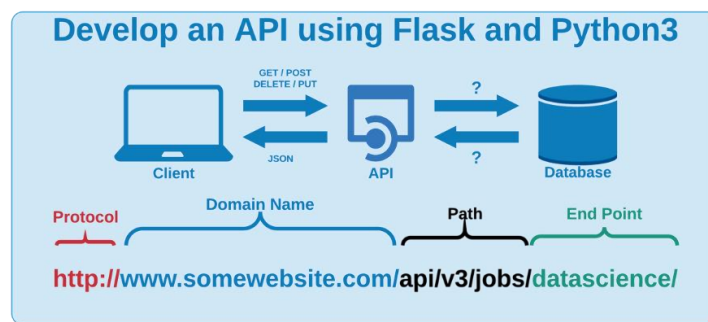 Develop an API using Flask and Python3
GET / POST
DELETE / PUT
?
JSON
?
Client
API
Database
Protocol
Domain Name
Path
End Point
http://www.somewebsite.com/api/v3/jobs/datascience/